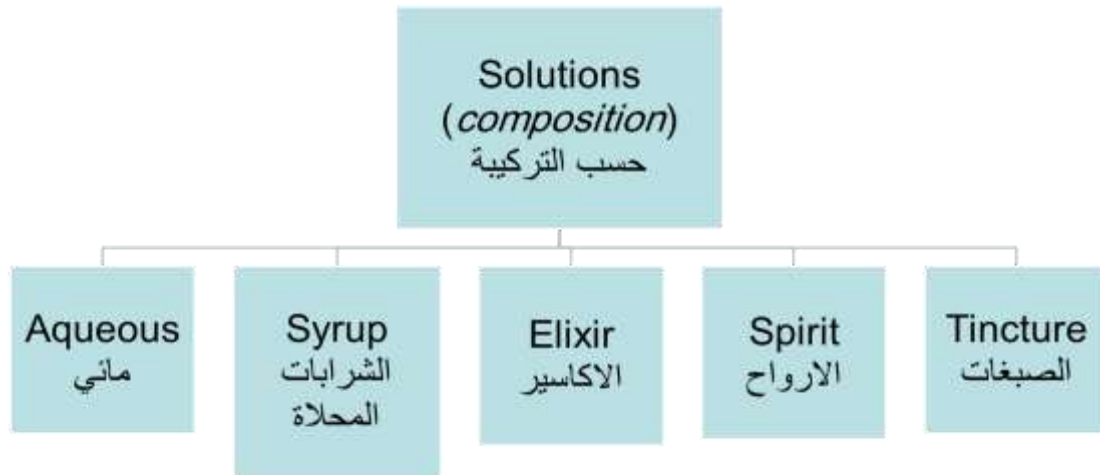 Solutions
(composition)
حسب التركيبة
Aqueous
مائي
Syrup
الشرابات
المحلاة
Elixir
الاكاسير
Spirit
الارواح
Tincture
الصبغات